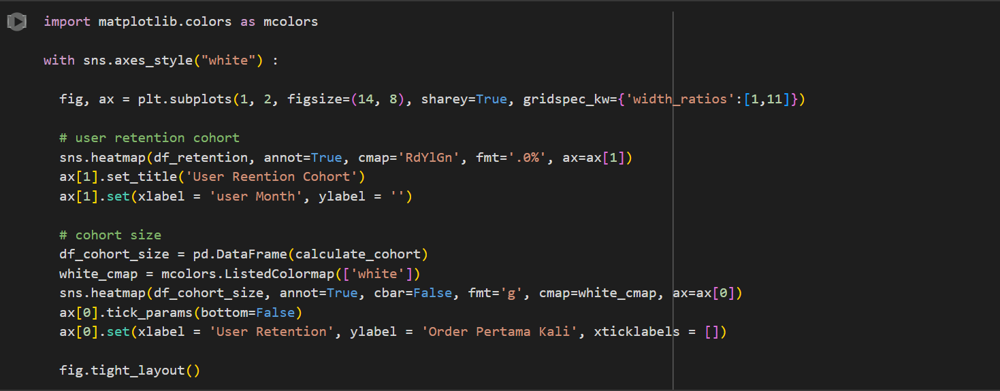 import matplotlib.colors as mcolors
with sns.axes_style("white") :
fig, ax = plt.subplots(1, 2, figsize=(14, 8), sharey=True, gridspec_kw={'width_ratios':[1,11]})
# user retention cohort
sns.heatmap(df_retention, annot=True, cmap='RdYlGn', fmt='.0%', ax=ax[1])
ax[1].set_title('User Reention Cohort')
ax[1].set(xlabel = 'user Month', ylabel = '')
# cohort size
df_cohort_size = pd.DataFrame(calculate_cohort)
white_cmap = mcolors.ListedColormap(['white'])
sns.heatmap(df_cohort_size, annot=True, cbar=False, fmt='g', cmap=white_cmap, ax=ax[0])
ax[0].tick_params(bottom=False)
ax[0].set(xlabel = 'User Retention', ylabel = 'Order Pertama Kali', xticklabels = [])
fig.tight_layout()